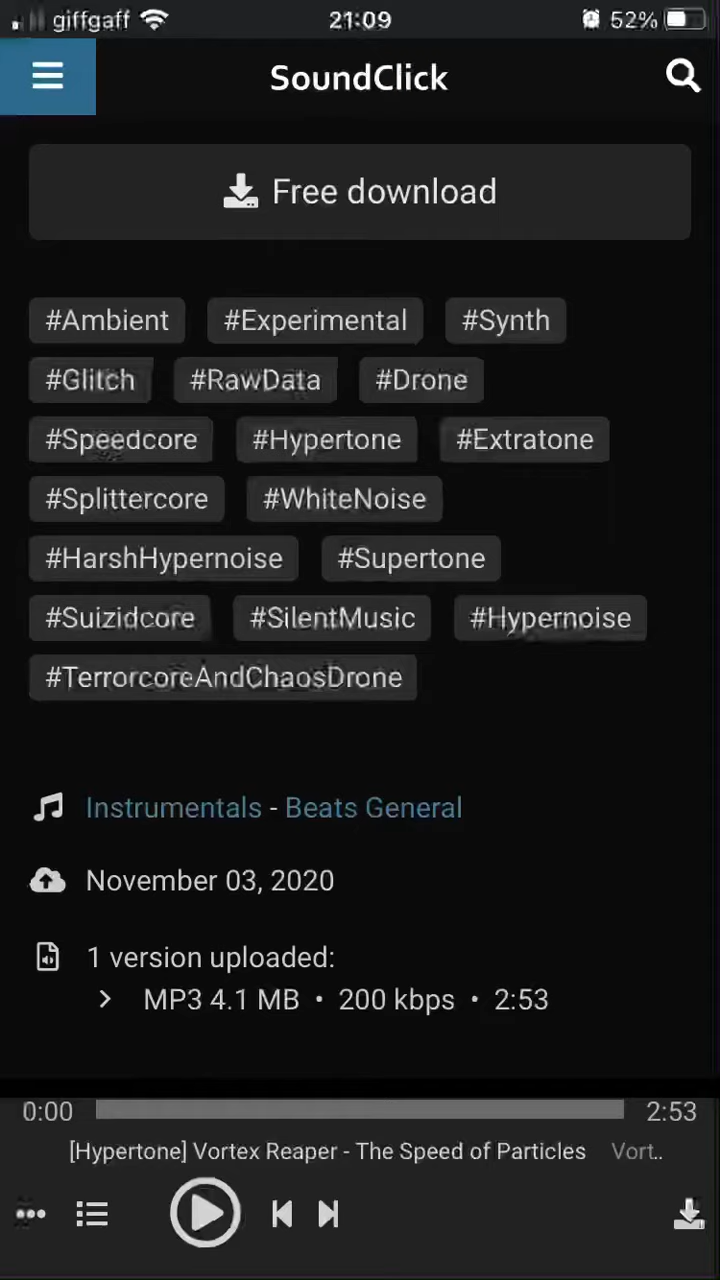 giffgaff 21:09 52%
SoundClick
Free download
#Ambient #Experimental #Synth
#Glitch #RawData #Drone
#Speedcore #Hypertone #Extratone
#Splittercore #WhiteNoise
#HarshHypernoise #Supertone
#Suizidcore #SilentMusic #Hypernoise
#TerrorcoreAndChaosDrone
Instrumentals - Beats General
November 03, 2020
1 version uploaded:
MP3 4.1 MB • 200 kbps • 2:53
0:00 2:53
[Hypertone] Vortex Reaper - The Speed of Particles Vort..